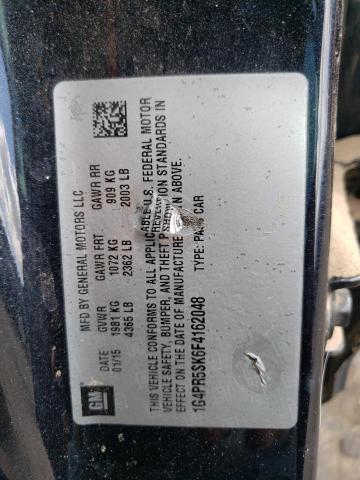 GM
MFD BY GENERAL MOTORS LLC
DATE GVWR GAWR FRT GAWR RR
01/15 1981 KG 1072 KG 909 KG
4365 LB 2362 LB 2003 LB
THIS VEHICLE CONFORMS TO ALL APPLICABLE U.S. FEDERAL MOTOR
VEHICLE SAFETY, BUMPER, AND THEFT PREVENTION STANDARDS IN
EFFECT ON THE DATE OF MANUFACTURE SHOWN ABOVE.
1G4PR5SK6F4162048 TYPE: PASS CAR